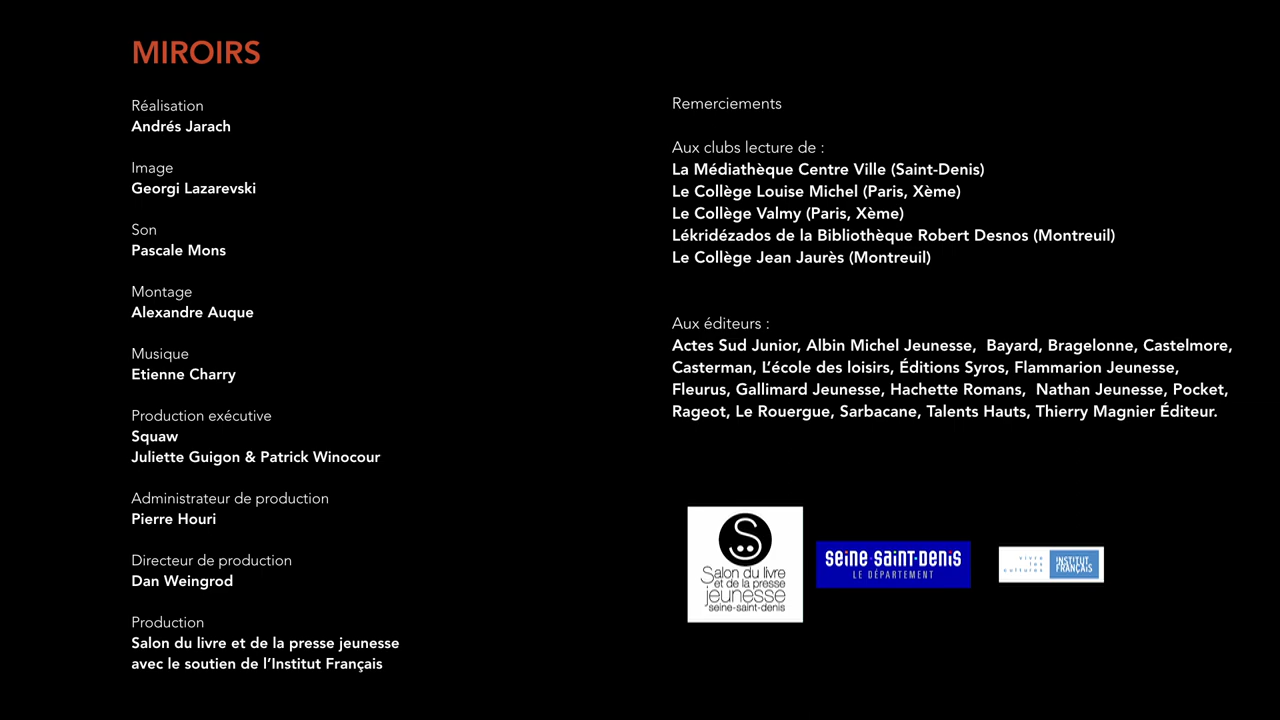 MIROIRS
Réalisation
Andrés Jarach
Image
Georgi Lazarevski
Son
Pascale Mons
Montage
Alexandre Auque
Musique
Etienne Charry
Production exécutive
Squaw
Juliette Guigon & Patrick Winocour
Administrateur de production
Pierre Houri
Directeur de production
Dan Weingrod
Production
Salon du livre et de la presse jeunesse
avec le soutien de l’Institut Français
Remerciements
Aux clubs lecture de :
La Médiathèque Centre Ville (Saint-Denis)
Le Collège Louise Michel (Paris, Xème)
Le Collège Valmy (Paris, Xème)
Lékridézados de la Bibliothèque Robert Desnos (Montreuil)
Le Collège Jean Jaurès (Montreuil)
Aux éditeurs :
Actes Sud Junior, Albin Michel Jeunesse,  Bayard, Bragelonne, Castelmore,
Casterman, L’école des loisirs, Éditions Syros, Flammarion Jeunesse,
Fleurus, Gallimard Jeunesse, Hachette Romans,  Nathan Jeunesse, Pocket,
Rageot, Le Rouergue, Sarbacane, Talents Hauts, Thierry Magnier Éditeur.
Salon du livre
et de la presse
jeunesse
seine-saint-denis
seine·saint-denis
LE DÉPARTEMENT
vivre
les
cultures
INSTITUT
FRANÇAIS